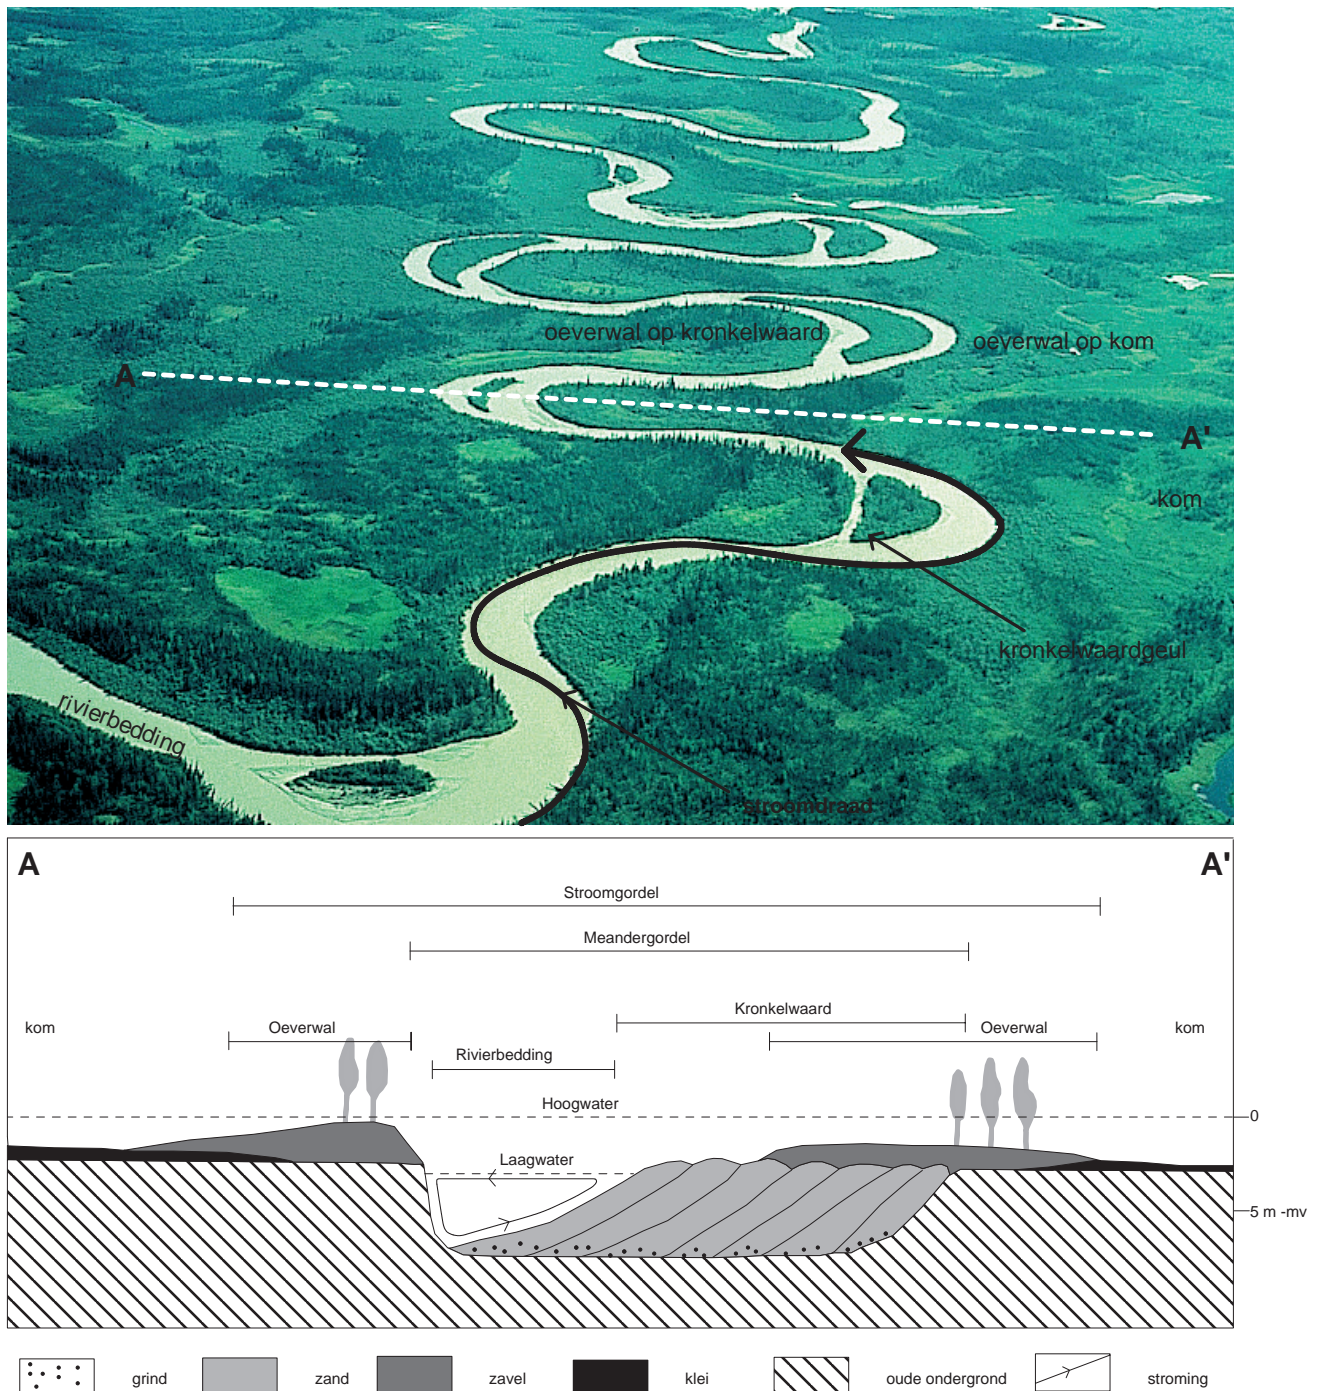 oeverwal op kronkelwaard
oeverwal op kom
A
A'
kom
kronkelwaardgeul
rivierbedding
stroomdraad
A
A'
Stroomgordel
Meandergordel
Kronkelwaard
kom
Oeverwal
Oeverwal
kom
Rivierbedding
Hoogwater
0
Laagwater
5 m -mv
grind
zand
zavel
klei
oude ondergrond
stroming